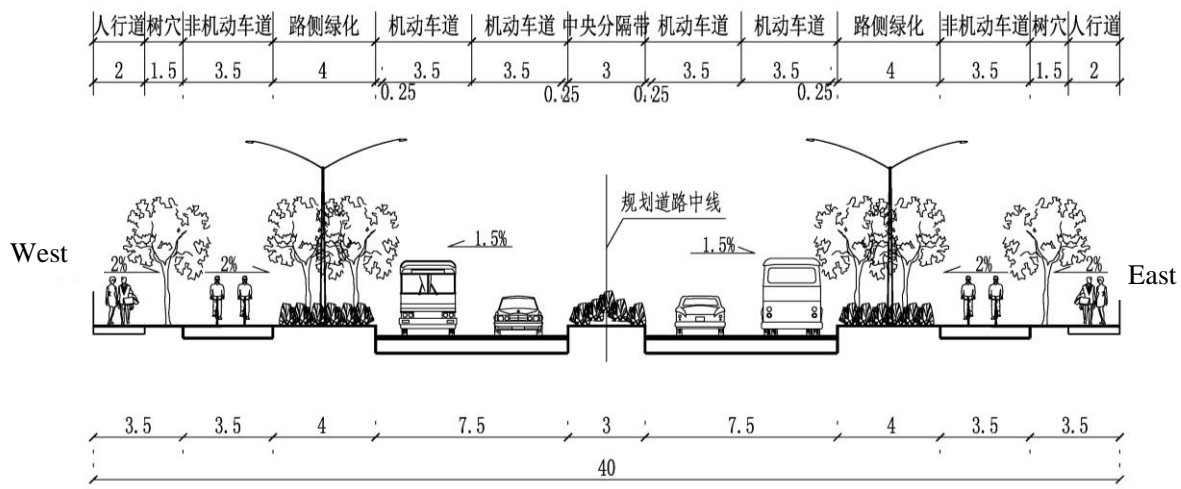 人行道 树穴 非机动车道 路侧绿化 机动车道 机动车道 中央分隔带 机动车道 机动车道 路侧绿化 非机动车道 树穴 人行道
2 1.5 3.5 4 3.5 3.5 3 3.5 3.5 4 3.5 1.5 2
0.25 0.25 0.25 0.25
规划道路中线
West 2% 2% 1.5% 1.5% 2% 2% East
3.5 3.5 4 7.5 3 7.5 4 3.5 3.5
40